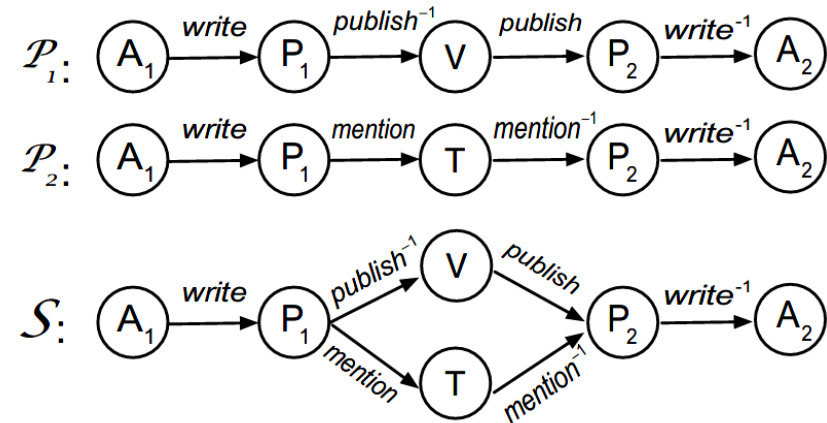 write publish⁻¹ publish write⁻¹
𝒫₁: A₁ P₁ V P₂ A₂
write mention mention⁻¹ write⁻¹
𝒫₂: A₁ P₁ T P₂ A₂
write publish⁻¹ V publish write⁻¹
𝒮: A₁ P₁ P₂ A₂
mention T mention⁻¹